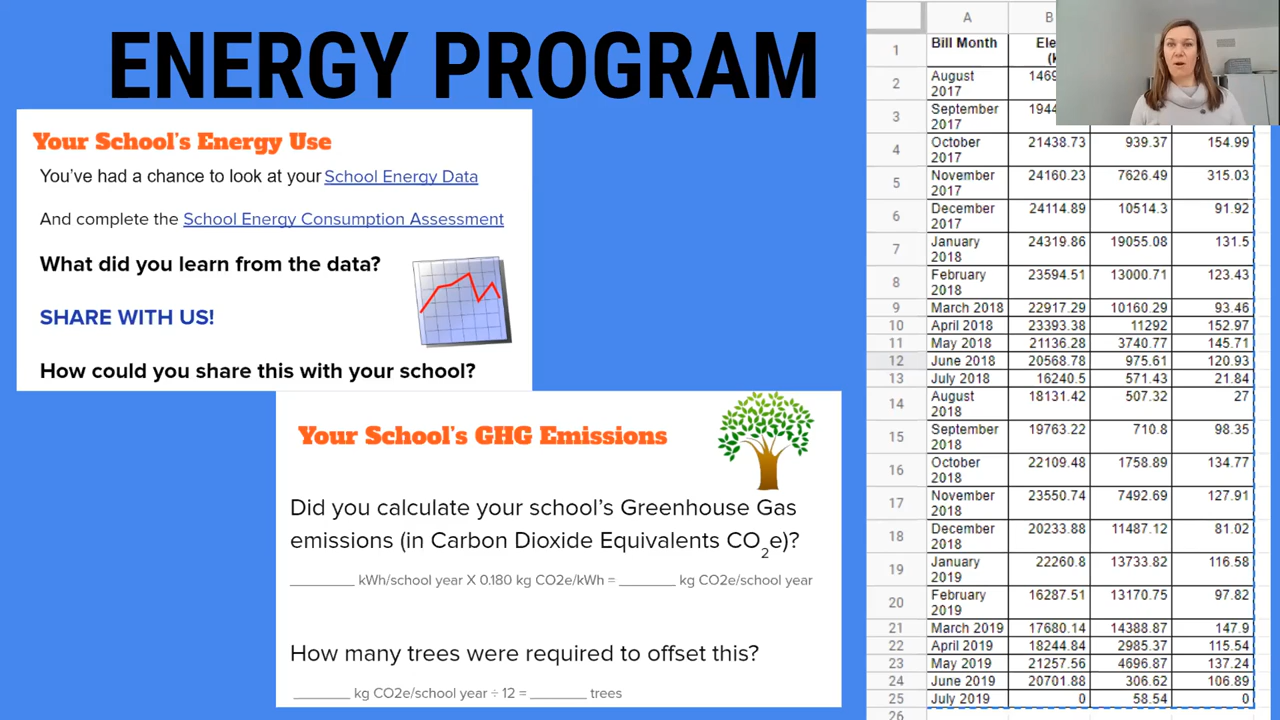 ENERGY PROGRAM
Your School's Energy Use
You've had a chance to look at your School Energy Data
And complete the School Energy Consumption Assessment
What did you learn from the data?
SHARE WITH US!
How could you share this with your school?
Your School's GHG Emissions
Did you calculate your school's Greenhouse Gas
emissions (in Carbon Dioxide Equivalents CO2e)?
________ kWh/school year X 0.180 kg CO2e/kWh = _______ kg CO2e/school year
How many trees were required to offset this?
_______ kg CO2e/school year ÷ 12 = _______ trees
A B
1 Bill Month
2 August
2017
3 September
2017
4 October 21438.73 939.37 154.99
2017
5 November 24160.23 7626.49 315.03
2017
6 December 24114.89 10514.3 91.92
2017
7 January 24319.86 19055.08 131.5
2018
8 February 23594.51 13000.71 123.43
2018
9 March 2018 22917.29 10160.29 93.46
10 April 2018 23393.38 11292 152.97
11 May 2018 21136.28 3740.77 145.71
12 June 2018 20568.78 975.61 120.93
13 July 2018 16240.5 571.43 21.84
14 August 18131.42 507.32 27
2018
15 September 19763.22 710.8 98.35
2018
16 October 22109.48 1758.89 134.77
2018
17 November 23550.74 7492.69 127.91
2018
18 December 20233.88 11487.12 81.02
2018
19 January 22260.8 13733.82 116.58
2019
20 February 16287.51 13170.75 97.82
2019
21 March 2019 17680.14 14388.87 147.9
22 April 2019 18244.84 2985.37 115.54
23 May 2019 21257.56 4696.87 137.24
24 June 2019 20701.88 306.62 106.89
25 July 2019 0 58.54 0
26